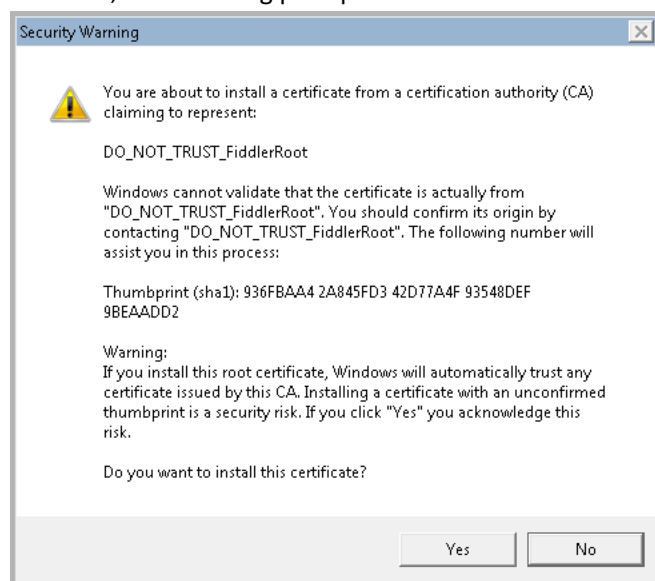 Security Warning
You are about to install a certificate from a certification authority (CA)
claiming to represent:
DO_NOT_TRUST_FiddlerRoot
Windows cannot validate that the certificate is actually from
"DO_NOT_TRUST_FiddlerRoot". You should confirm its origin by
contacting "DO_NOT_TRUST_FiddlerRoot". The following number will
assist you in this process:
Thumbprint (sha1): 936FBAA4 2A845FD3 42D77A4F 93548DEF
9BEAADD2
Warning:
If you install this root certificate, Windows will automatically trust any
certificate issued by this CA. Installing a certificate with an unconfirmed
thumbprint is a security risk. If you click "Yes" you acknowledge this
risk.
Do you want to install this certificate?
Yes No